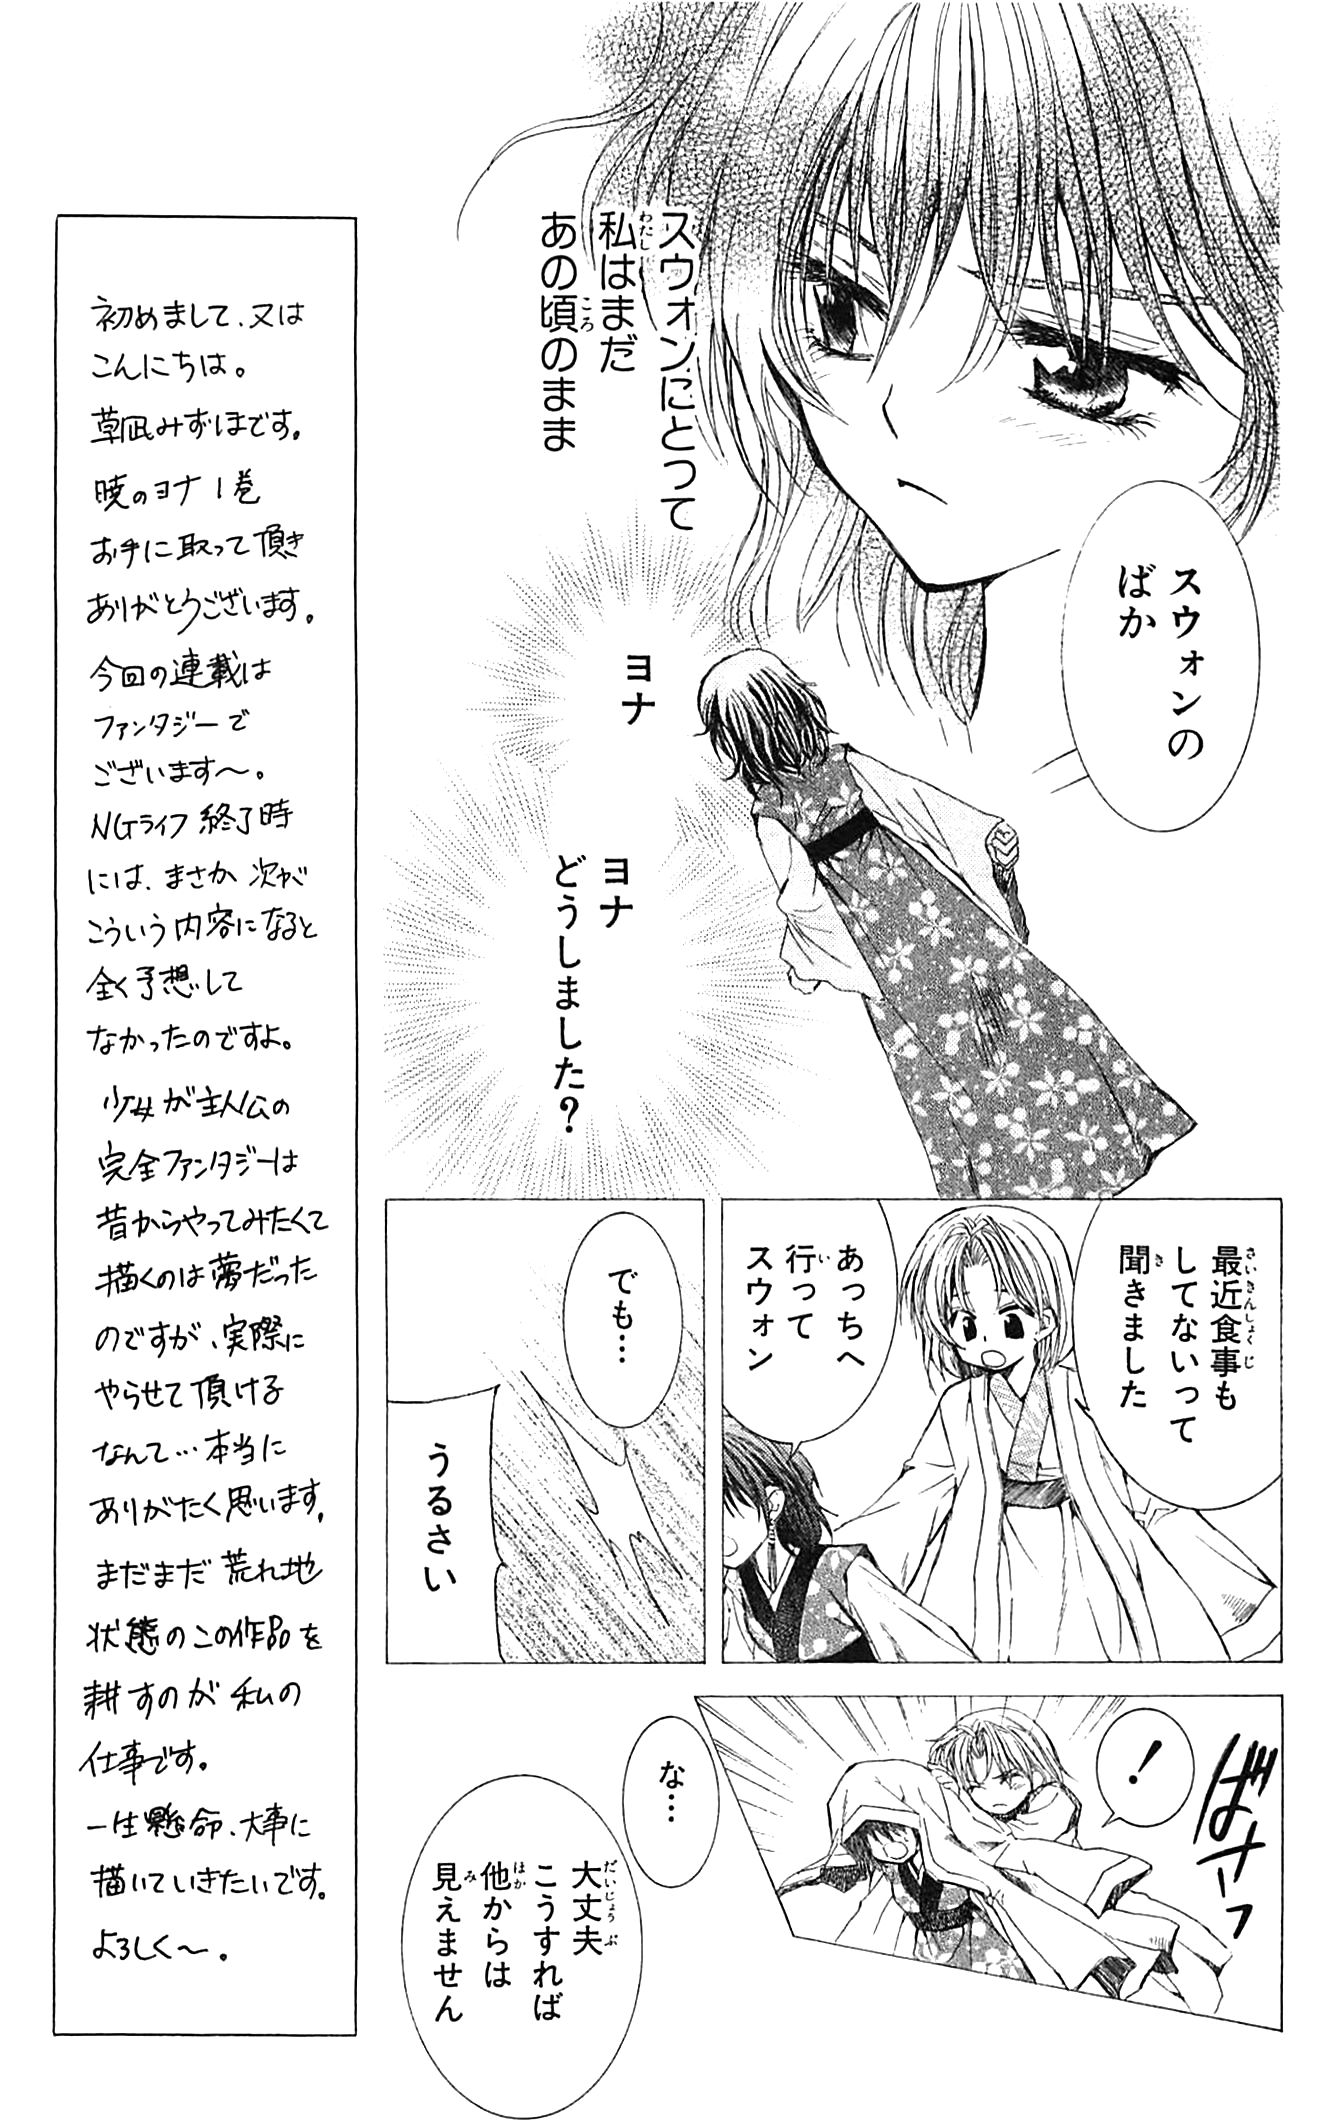 スウォンの
ばか
スウォンにとって
私はまだ
あの頃のまま
ヨナ
ヨナ
どうしました?
最近食事も
してないって
聞きました
あっちへ
行って
スウォン
でも…
うるさい
ばさーっ
!
な…
大丈夫
こうすれば
他からは
見えません
初めまして、又は
こんにちは。
草凪みずほです。
暁のヨナ1巻
お手に取って頂き
ありがとうございます。
今回の連載は
ファンタジーで
ございます〜。
NGライフ終了時
には、まさか次が
こういう内容になると
全く予想して
なかったのですよ。
少女が主人公の
完全ファンタジーは
昔からやってみたくて
描くのは夢だった
のですが、実際に
やらせて頂ける
なんて…本当に
ありがたく思います。
まだまだ荒れ地
状態のこの作品を
耕すのが私の
仕事です。
一生懸命、大事に
描いていきたいです。
よろしく〜。